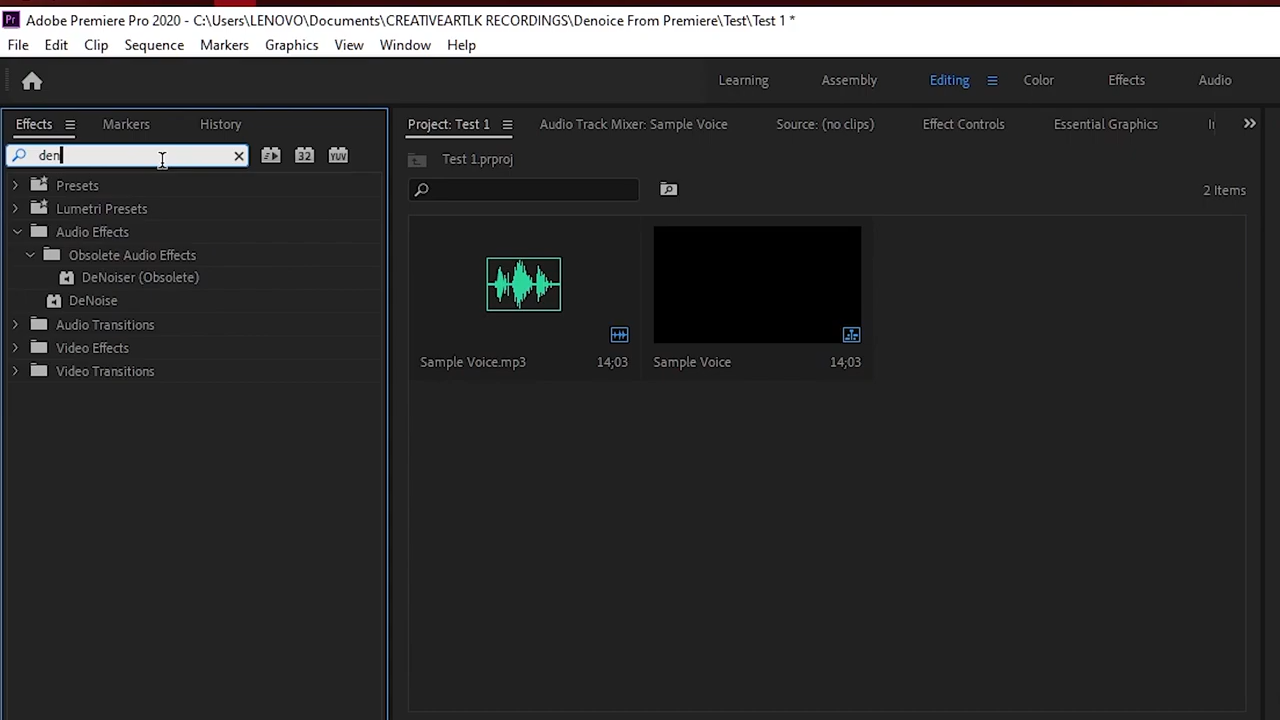 Adobe Premiere Pro 2020 - C:\Users\LENOVO\Documents\CREATIVEARTLK RECORDINGS\Denoice From Premiere\Test\Test 1 *
File Edit Clip Sequence Markers Graphics View Window Help
Learning Assembly Editing Color Effects Audio
Effects Markers History
Project: Test 1 Audio Track Mixer: Sample Voice Source: (no clips) Effect Controls Essential Graphics
den
32 YUV
Test 1.prproj
2 Items
Presets
Lumetri Presets
Audio Effects
Obsolete Audio Effects
DeNoiser (Obsolete)
DeNoise
Audio Transitions
Video Effects
Video Transitions
Sample Voice.mp3 14;03
Sample Voice 14;03